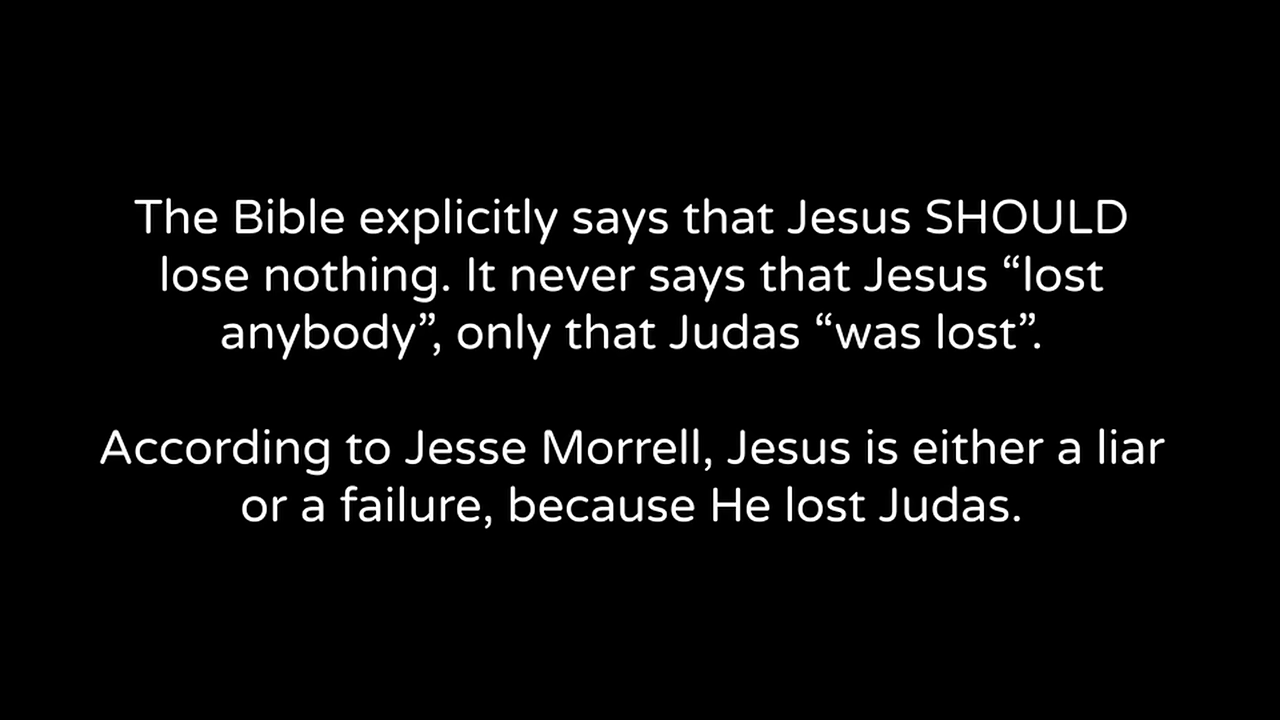 The Bible explicitly says that Jesus SHOULD
lose nothing. It never says that Jesus “lost
anybody”, only that Judas “was lost”.
According to Jesse Morrell, Jesus is either a liar
or a failure, because He lost Judas.